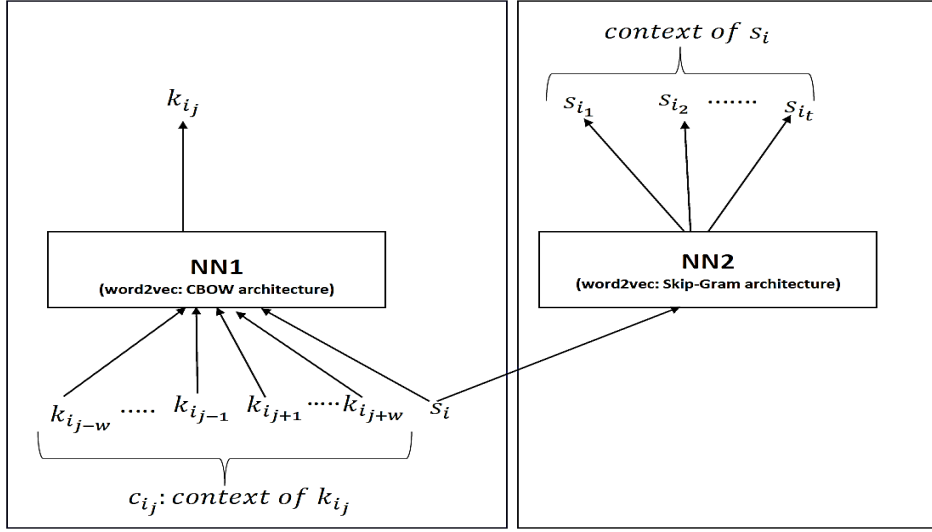 k_{i_j}
NN1
(word2vec: CBOW architecture)
k_{i_{j-w}} ..... k_{i_{j-1}} k_{i_{j+1}} ..... k_{i_{j+w}} s_i
c_{i_j}: context of k_{i_j}
context of s_i
s_{i_1} s_{i_2} ....... s_{i_t}
NN2
(word2vec: Skip-Gram architecture)